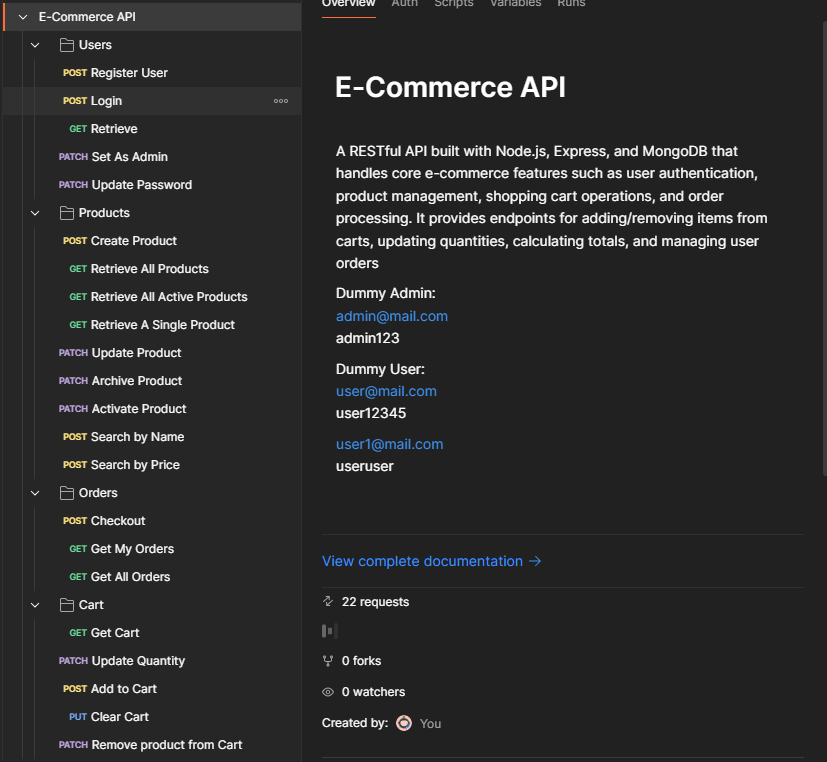 E-Commerce API
Users
POST Register User
POST Login
GET Retrieve
PATCH Set As Admin
PATCH Update Password
Products
POST Create Product
GET Retrieve All Products
GET Retrieve All Active Products
GET Retrieve A Single Product
PATCH Update Product
PATCH Archive Product
PATCH Activate Product
POST Search by Name
POST Search by Price
Orders
POST Checkout
GET Get My Orders
GET Get All Orders
Cart
GET Get Cart
PATCH Update Quantity
POST Add to Cart
PUT Clear Cart
PATCH Remove product from Cart
Overview Auth Scripts Variables Runs
E-Commerce API
A RESTful API built with Node.js, Express, and MongoDB that
handles core e-commerce features such as user authentication,
product management, shopping cart operations, and order
processing. It provides endpoints for adding/removing items from
carts, updating quantities, calculating totals, and managing user
orders
Dummy Admin:
admin@mail.com
admin123
Dummy User:
user@mail.com
user12345
user1@mail.com
useruser
View complete documentation →
22 requests
0 forks
0 watchers
Created by: You